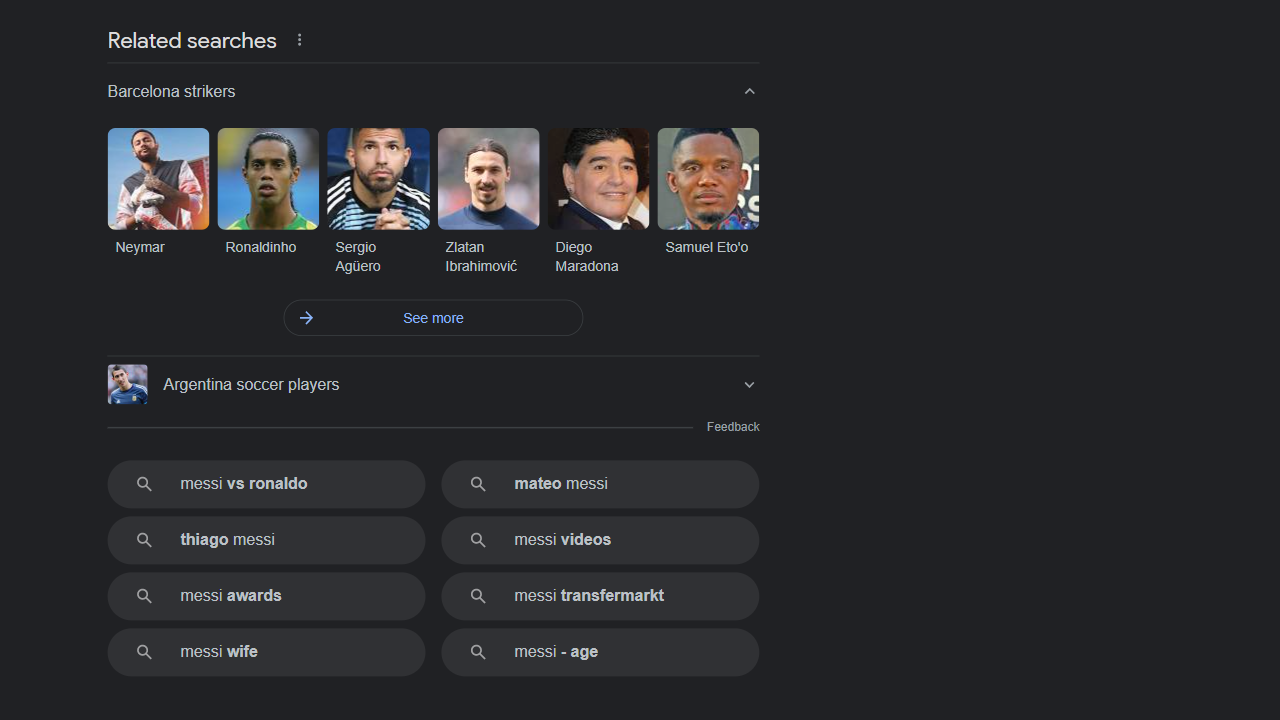 Related searches
Barcelona strikers
Neymar
Ronaldinho
Sergio
Agüero
Zlatan
Ibrahimović
Diego
Maradona
Samuel Eto'o
See more
Argentina soccer players
Feedback
messi vs ronaldo
mateo messi
thiago messi
messi videos
messi awards
messi transfermarkt
messi wife
messi - age